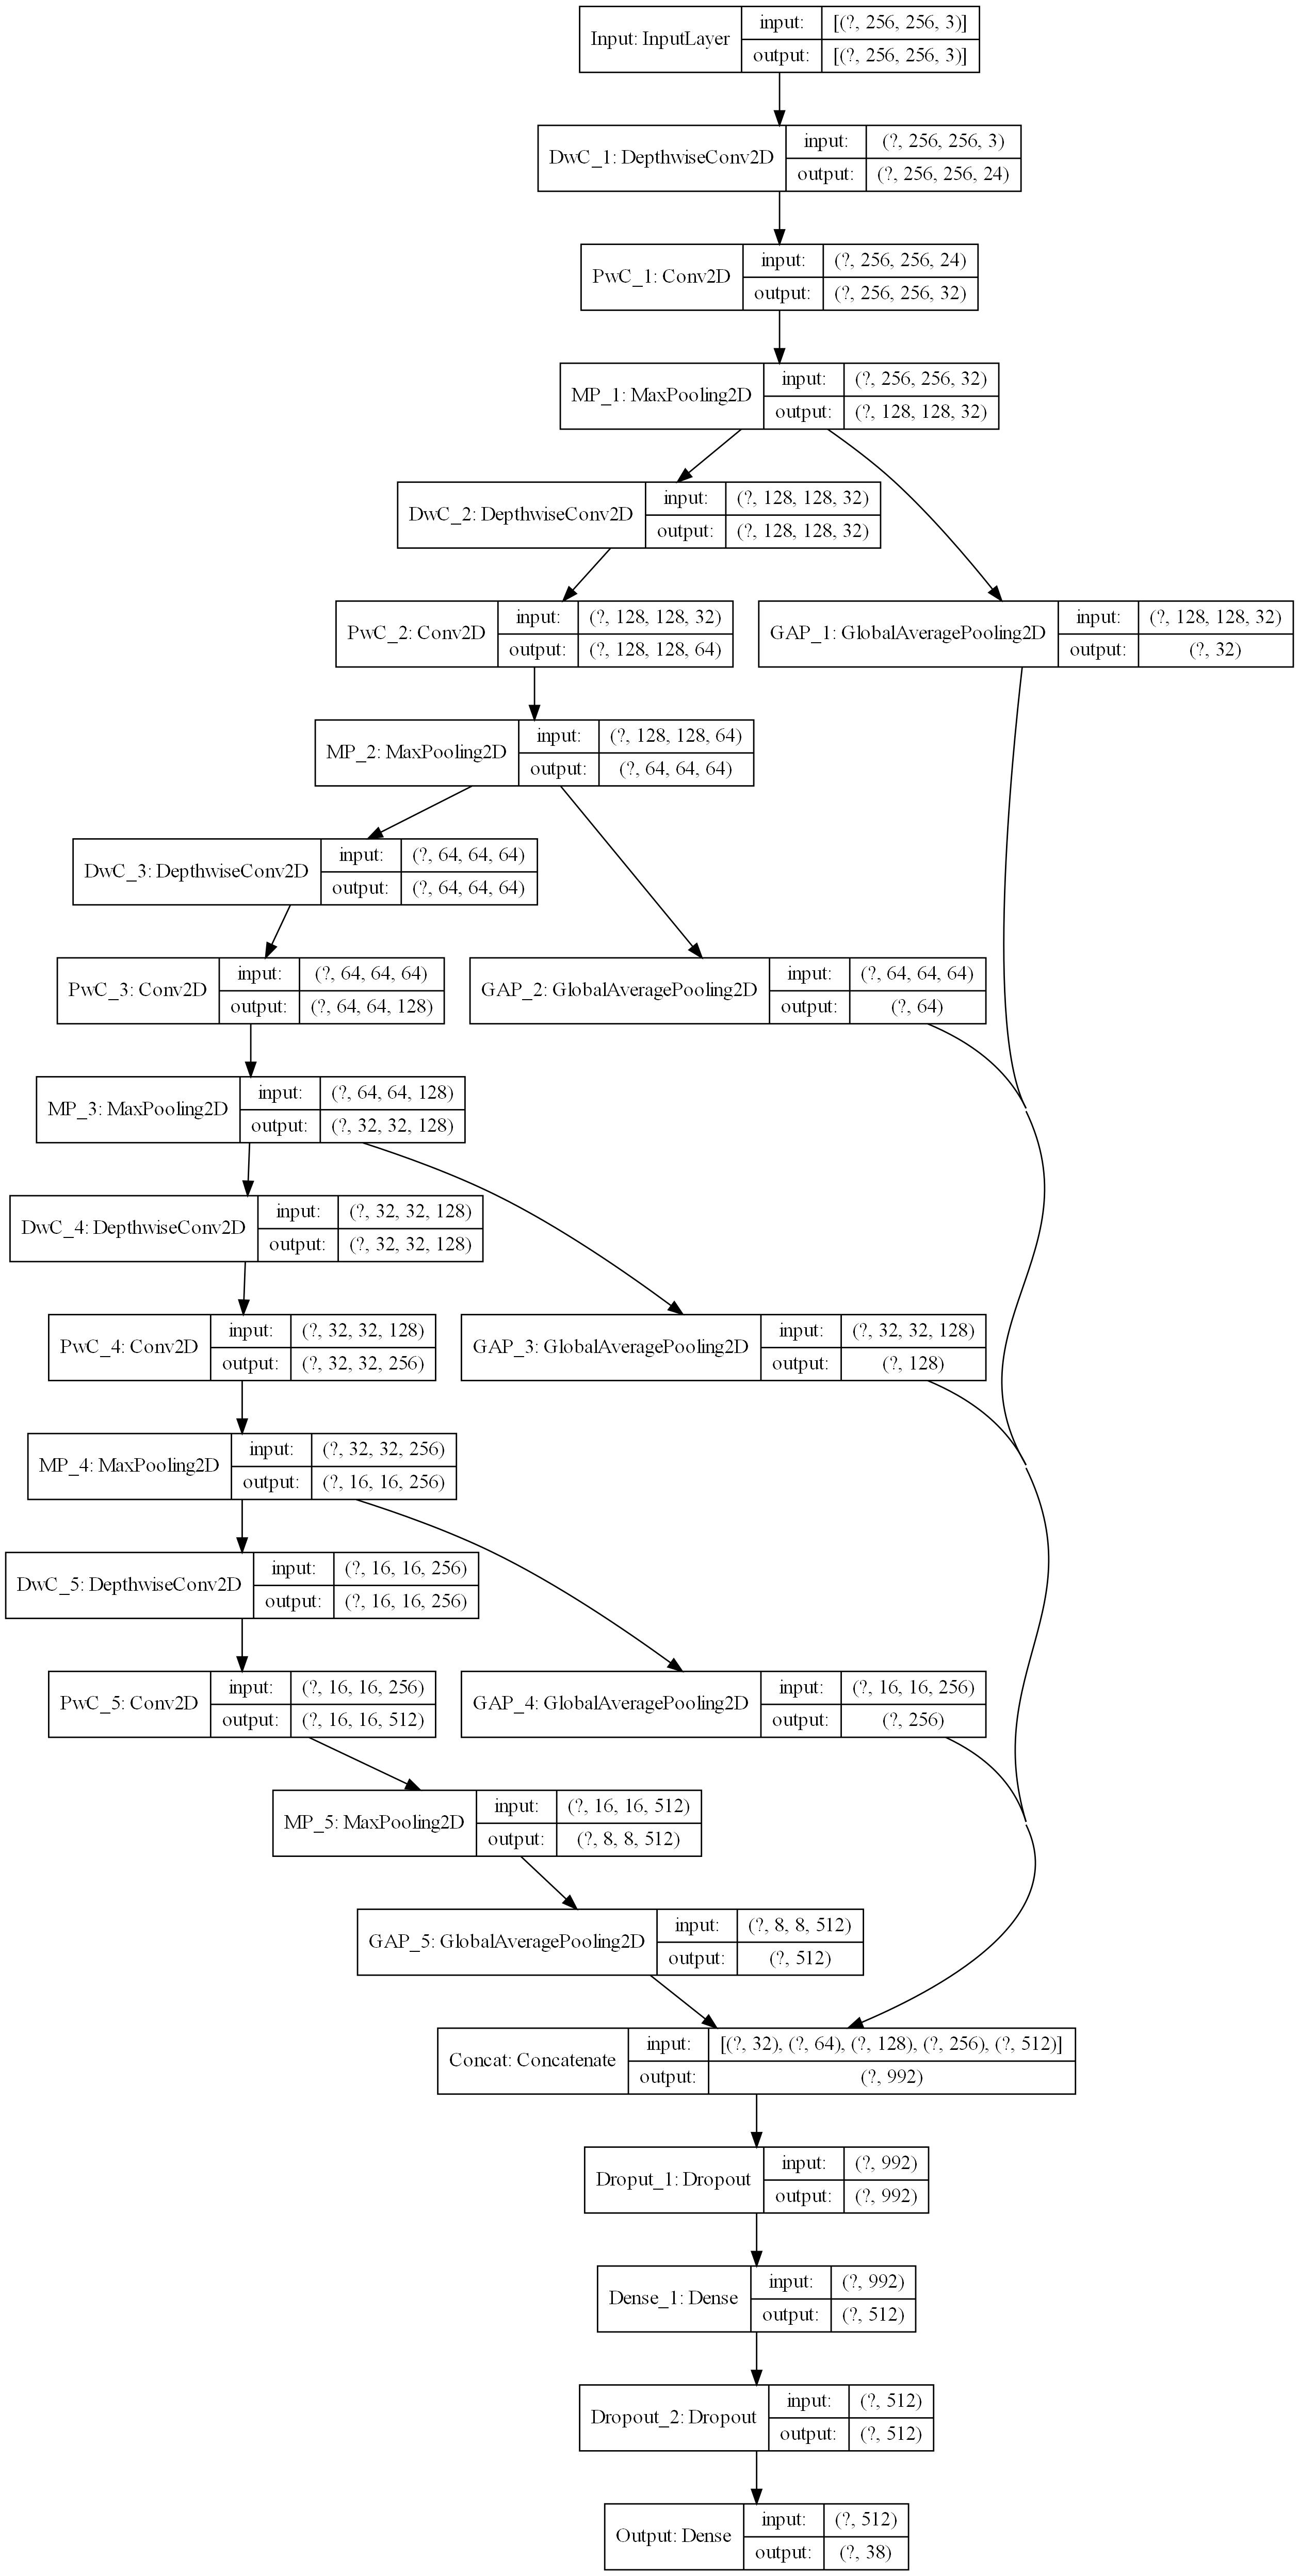 Input: InputLayer
input: [(?, 256, 256, 3)]
output: [(?, 256, 256, 3)]
DwC_1: DepthwiseConv2D
input: (?, 256, 256, 3)
output: (?, 256, 256, 24)
PwC_1: Conv2D
input: (?, 256, 256, 24)
output: (?, 256, 256, 32)
MP_1: MaxPooling2D
input: (?, 256, 256, 32)
output: (?, 128, 128, 32)
DwC_2: DepthwiseConv2D
input: (?, 128, 128, 32)
output: (?, 128, 128, 32)
PwC_2: Conv2D
input: (?, 128, 128, 32)
output: (?, 128, 128, 64)
GAP_1: GlobalAveragePooling2D
input: (?, 128, 128, 32)
output: (?, 32)
MP_2: MaxPooling2D
input: (?, 128, 128, 64)
output: (?, 64, 64, 64)
DwC_3: DepthwiseConv2D
input: (?, 64, 64, 64)
output: (?, 64, 64, 64)
PwC_3: Conv2D
input: (?, 64, 64, 64)
output: (?, 64, 64, 128)
GAP_2: GlobalAveragePooling2D
input: (?, 64, 64, 64)
output: (?, 64)
MP_3: MaxPooling2D
input: (?, 64, 64, 128)
output: (?, 32, 32, 128)
DwC_4: DepthwiseConv2D
input: (?, 32, 32, 128)
output: (?, 32, 32, 128)
PwC_4: Conv2D
input: (?, 32, 32, 128)
output: (?, 32, 32, 256)
GAP_3: GlobalAveragePooling2D
input: (?, 32, 32, 128)
output: (?, 128)
MP_4: MaxPooling2D
input: (?, 32, 32, 256)
output: (?, 16, 16, 256)
DwC_5: DepthwiseConv2D
input: (?, 16, 16, 256)
output: (?, 16, 16, 256)
PwC_5: Conv2D
input: (?, 16, 16, 256)
output: (?, 16, 16, 512)
GAP_4: GlobalAveragePooling2D
input: (?, 16, 16, 256)
output: (?, 256)
MP_5: MaxPooling2D
input: (?, 16, 16, 512)
output: (?, 8, 8, 512)
GAP_5: GlobalAveragePooling2D
input: (?, 8, 8, 512)
output: (?, 512)
Concat: Concatenate
input: [(?, 32), (?, 64), (?, 128), (?, 256), (?, 512)]
output: (?, 992)
Droput_1: Dropout
input: (?, 992)
output: (?, 992)
Dense_1: Dense
input: (?, 992)
output: (?, 512)
Dropout_2: Dropout
input: (?, 512)
output: (?, 512)
Output: Dense
input: (?, 512)
output: (?, 38)